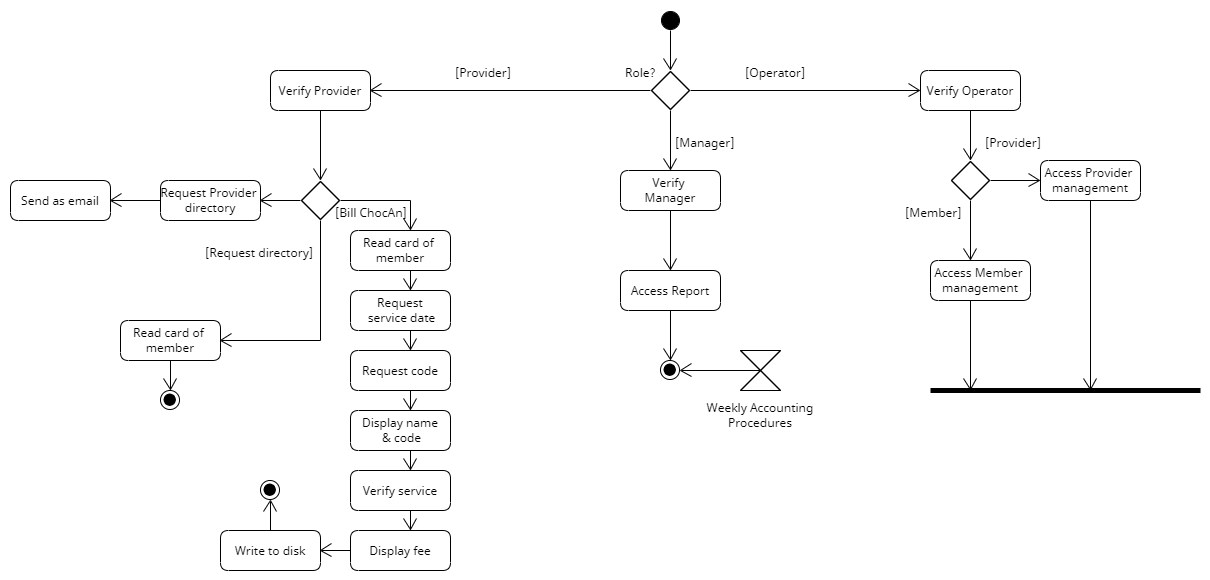 Role?
[Provider]
[Operator]
Verify Provider
Verify Operator
[Manager]
[Provider]
Verify
Manager
Access Provider
management
Send as email
Request Provider
directory
[Bill ChocAn]
[Member]
[Request directory]
Read card of
member
Access Member
management
Access Report
Request
service date
Read card of
member
Request code
Weekly Accounting
Procedures
Display name
& code
Verify service
Write to disk
Display fee